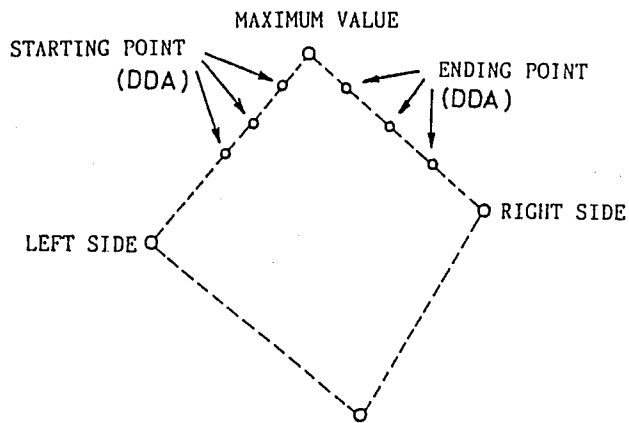 MAXIMUM VALUE
STARTING POINT
(DDA)
ENDING POINT
(DDA)
RIGHT SIDE
LEFT SIDE